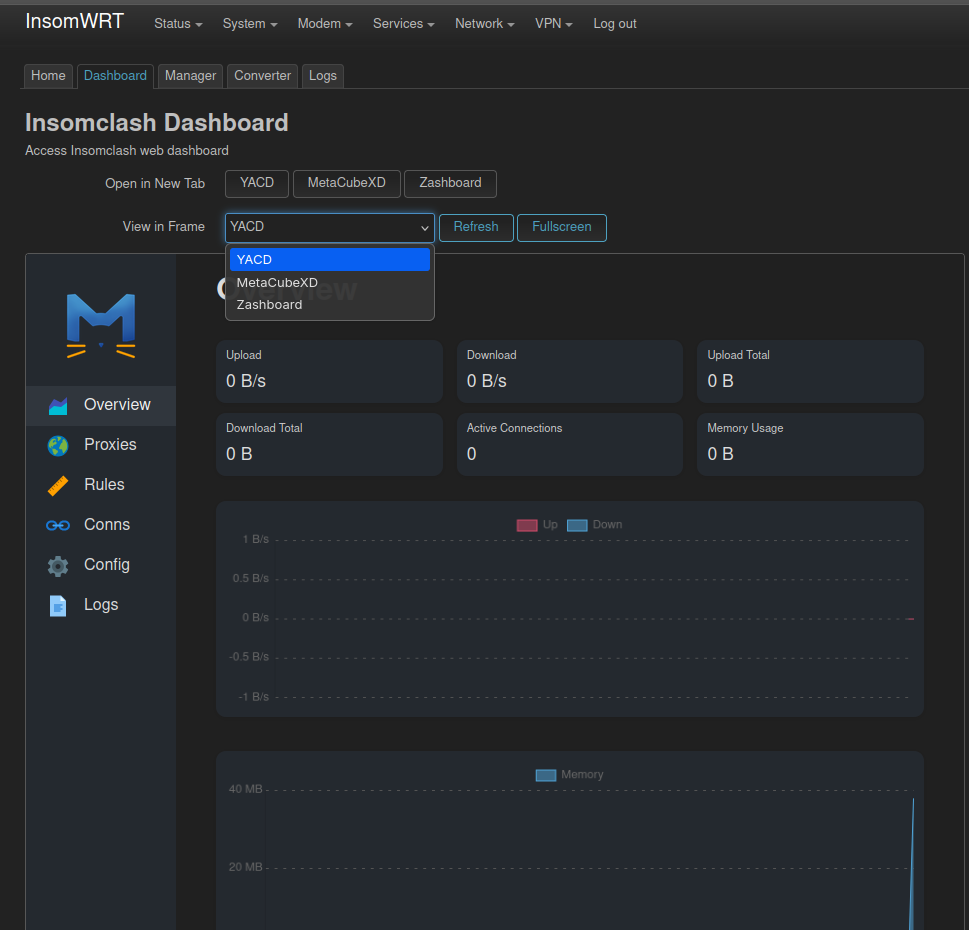 InsomWRT Status System Modem Services Network VPN Log out
Home Dashboard Manager Converter Logs
Insomclash Dashboard
Access Insomclash web dashboard
Open in New Tab YACD MetaCubeXD Zashboard
View in Frame YACD Refresh Fullscreen
YACD
MetaCubeXD
Zashboard
Overview
Overview
Proxies
Rules
Conns
Config
Logs
Upload
0 B/s
Download
0 B/s
Upload Total
0 B
Download Total
0 B
Active Connections
0
Memory Usage
0 B
Up Down
1 B/s
0.5 B/s
0 B/s
-0.5 B/s
-1 B/s
Memory
40 MB
20 MB